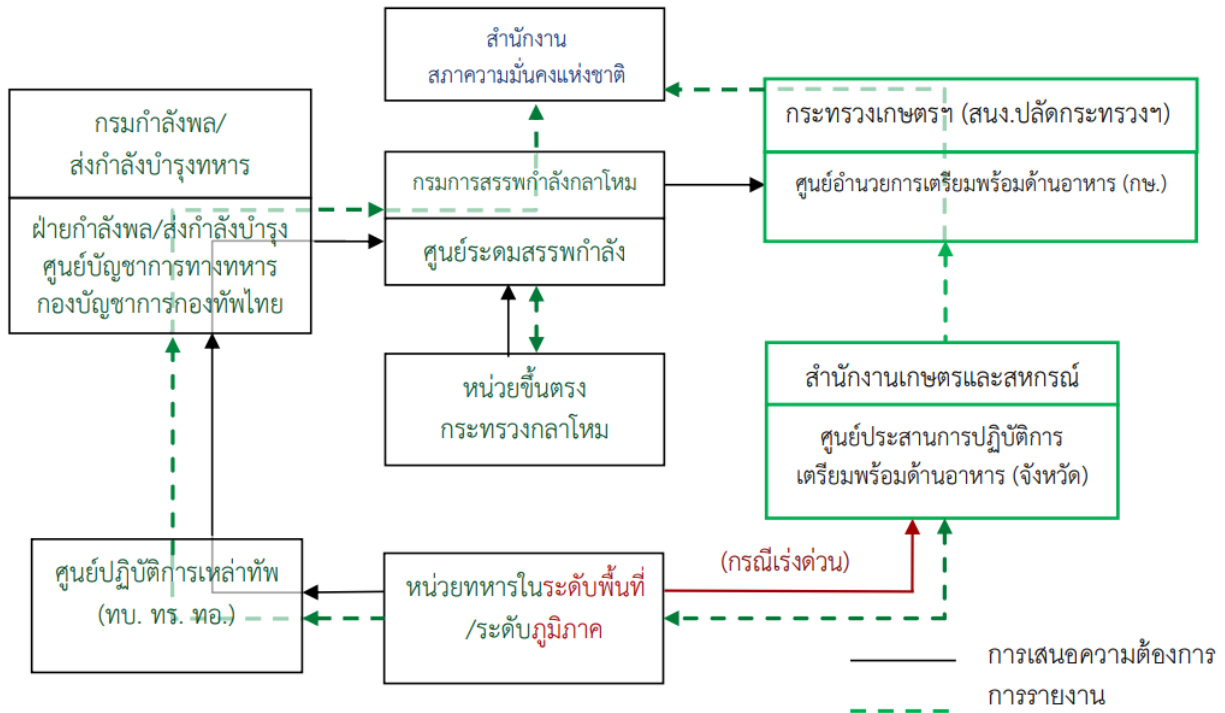 สำนักงาน
สภาความมั่นคงแห่งชาติ
กรมกำลังพล/
ส่งกำลังบำรุงทหาร
ฝ่ายกำลังพล/ส่งกำลังบำรุง
ศูนย์บัญชาการทางทหาร
กองบัญชาการกองทัพไทย
กรมการสรรพกำลังกลาโหม
ศูนย์ระดมสรรพกำลัง
กระทรวงเกษตรฯ (สนง.ปลัดกระทรวงฯ)
ศูนย์อำนวยการเตรียมพร้อมด้านอาหาร (กษ.)
หน่วยขึ้นตรง
กระทรวงกลาโหม
สำนักงานเกษตรและสหกรณ์
ศูนย์ประสานการปฏิบัติการ
เตรียมพร้อมด้านอาหาร (จังหวัด)
ศูนย์ปฏิบัติการเหล่าทัพ
(ทบ. ทร. ทอ.)
หน่วยทหารในระดับพื้นที่
/ระดับภูมิภาค
(กรณีเร่งด่วน)
การเสนอความต้องการ
การรายงาน